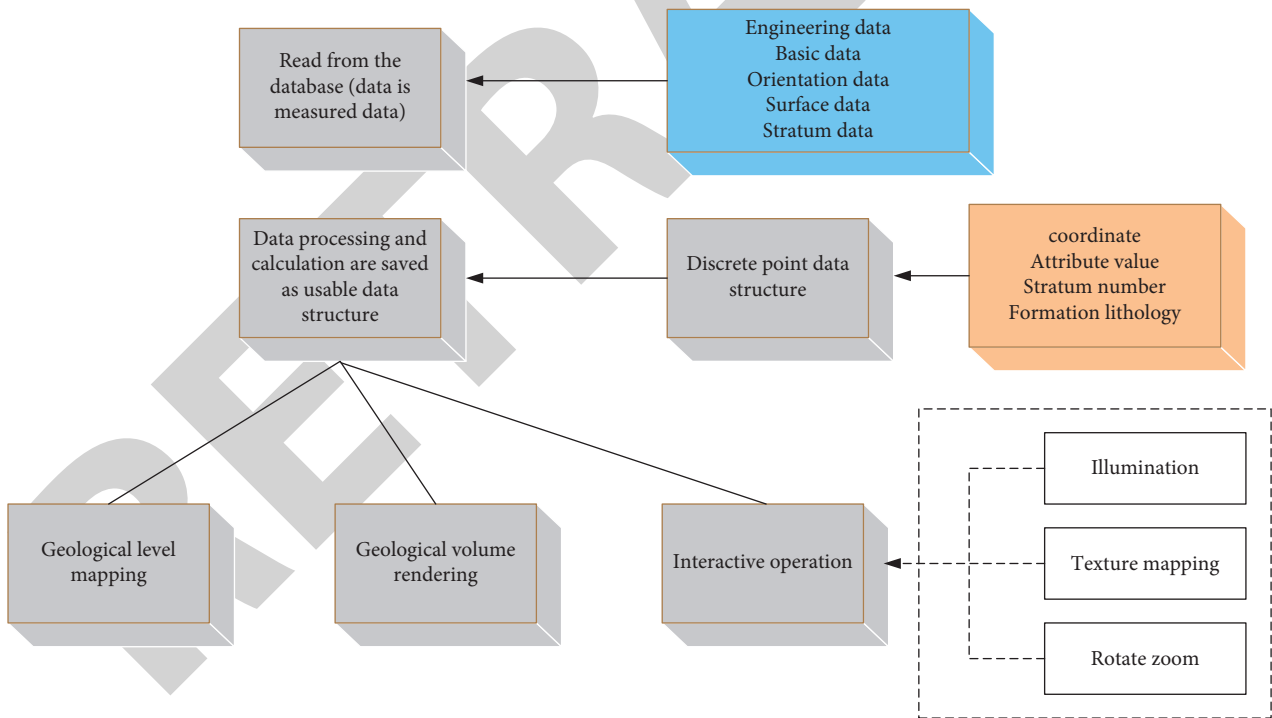 Read from the
database (data is
measured data)
Engineering data
Basic data
Orientation data
Surface data
Stratum data
Data processing and
calculation are saved
as usable data
structure
Discrete point data
structure
coordinate
Attribute value
Stratum number
Formation lithology
Geological level
mapping
Geological volume
rendering
Interactive operation
Illumination
Texture mapping
Rotate zoom
RETRA